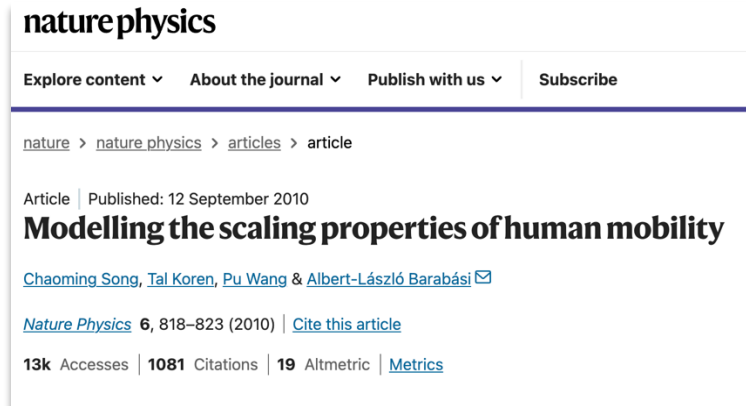 nature physics
Explore content About the journal Publish with us Subscribe
nature > nature physics > articles > article
Article | Published: 12 September 2010
Modelling the scaling properties of human mobility
Chaoming Song, Tal Koren, Pu Wang & Albert-László Barabási
Nature Physics 6, 818–823 (2010) | Cite this article
13k Accesses | 1081 Citations | 19 Altmetric | Metrics